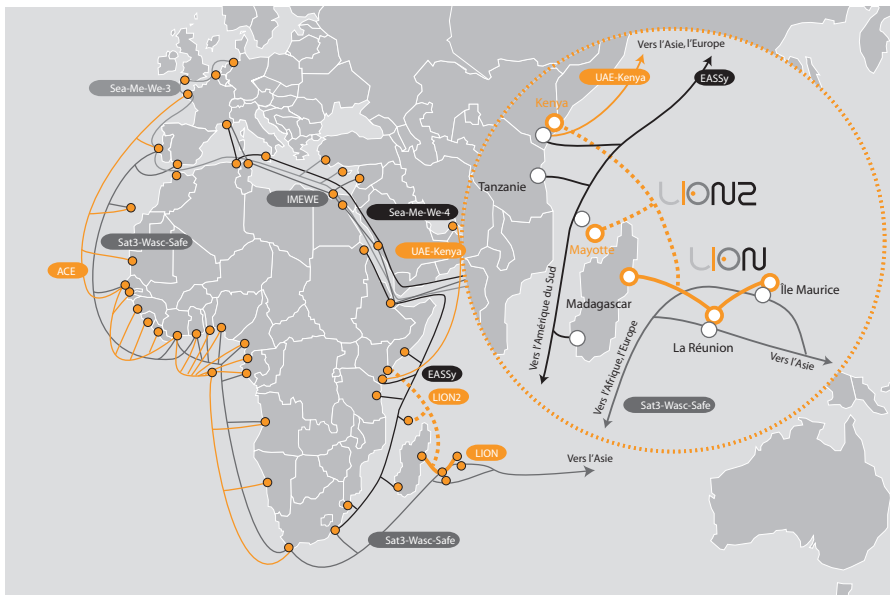 Sea-Me-We-3
IMEWE
Sea-Me-We-4
UAE-Kenya
Sat3-Wasc-Safe
ACE
EASSy
LION2
LION
Vers l'Asie
Sat3-Wasc-Safe
Vers l'Asie, l'Europe
UAE-Kenya
EASSy
Kenya
Tanzanie
LION2
Mayotte
LION
Madagascar
Île Maurice
La Réunion
Vers l'Amérique du Sud
Vers l'Afrique, l'Europe
Vers l'Asie
Sat3-Wasc-Safe